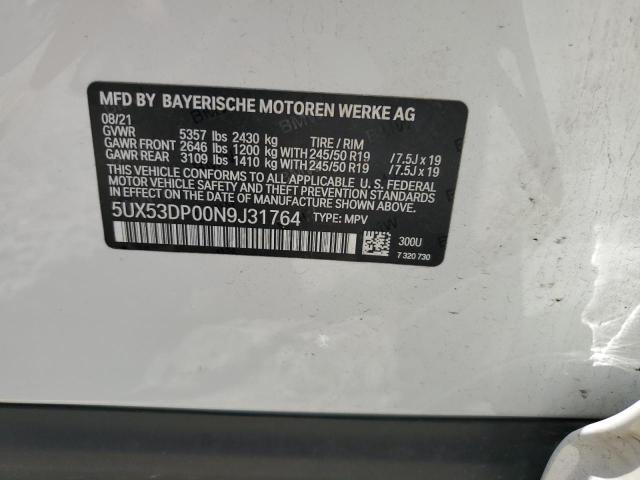 MFD BY BAYERISCHE MOTOREN WERKE AG
08/21
GVWR 5357 lbs 2430 kg TIRE / RIM
GAWR FRONT 2646 lbs 1200 kg WITH 245/50 R19 /7.5J x 19
GAWR REAR 3109 lbs 1410 kg WITH 245/50 R19 /7.5J x 19
THIS VEHICLE CONFORMS TO ALL APPLICABLE FEDERAL
MOTOR VEHICLE SAFETY, BUMPER, AND THEFT PREVENTION
STANDARDS IN EFFECT ON THE DATE OF MANUFACTURE SHOWN ABOVE.
5UX53DP00N9J31764 TYPE: MPV
300U
7 320 730